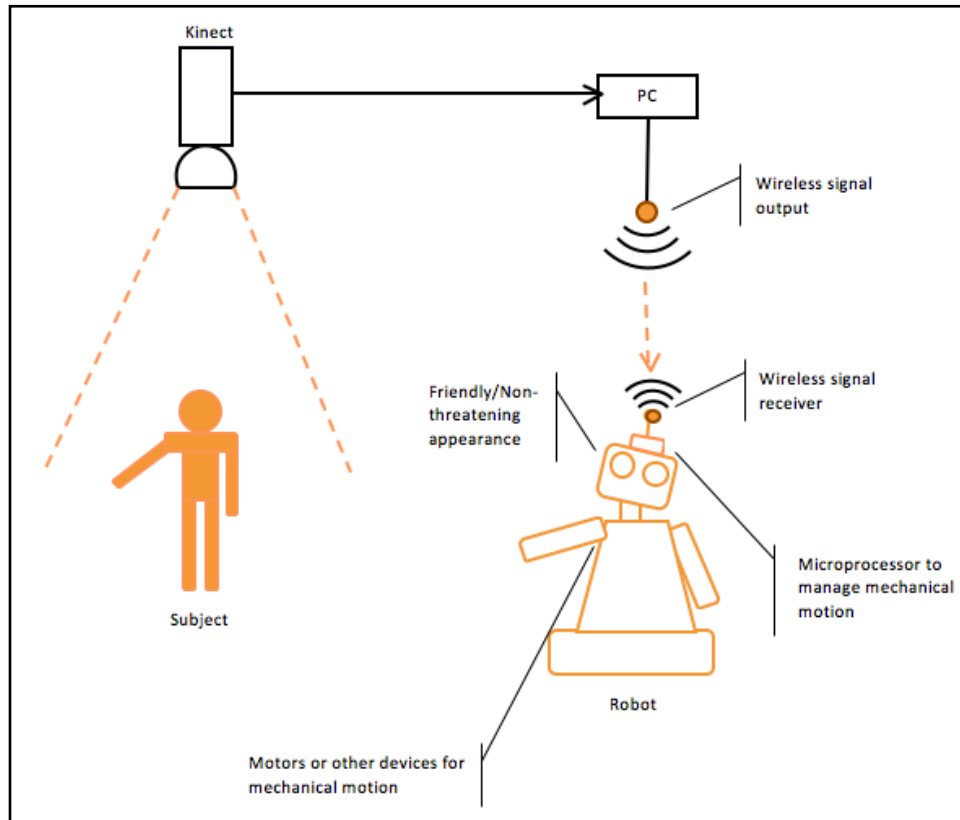 Kinect
PC
Wireless signal
output
Friendly/Non-
threatening
appearance
Wireless signal
receiver
Microprocessor to
manage mechanical
motion
Subject
Robot
Motors or other devices for
mechanical motion